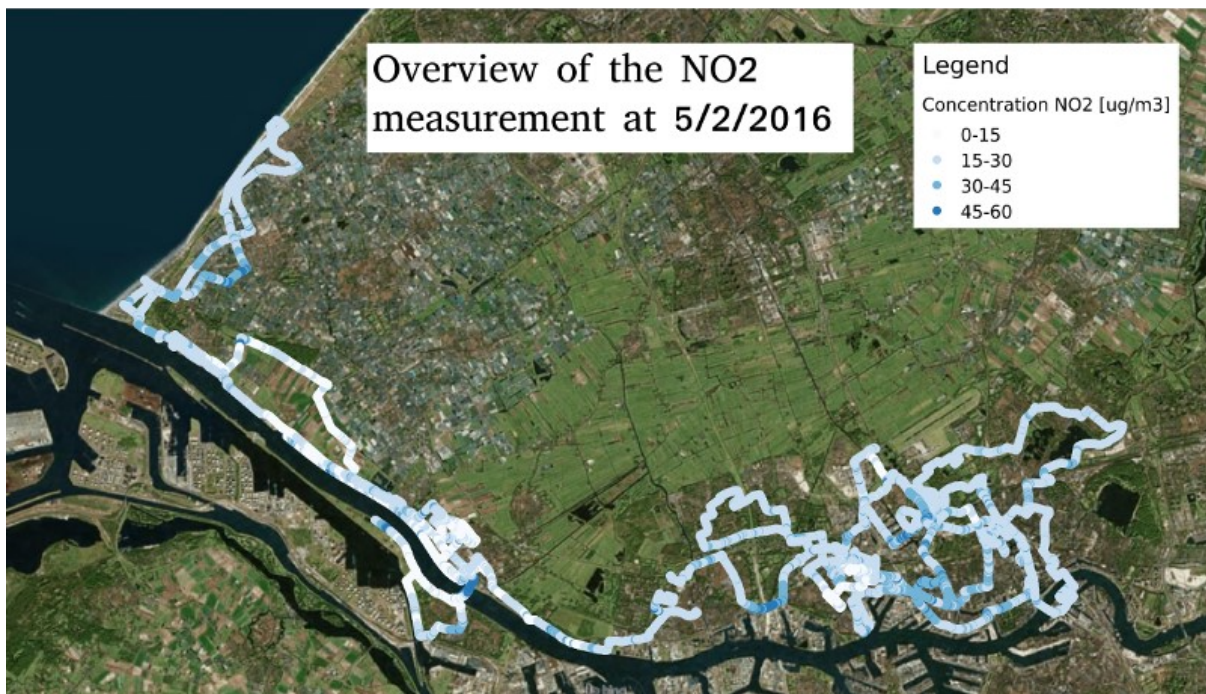 Overview of the NO2
measurement at 5/2/2016
Legend
Concentration NO2 [ug/m3]
0-15
15-30
30-45
45-60